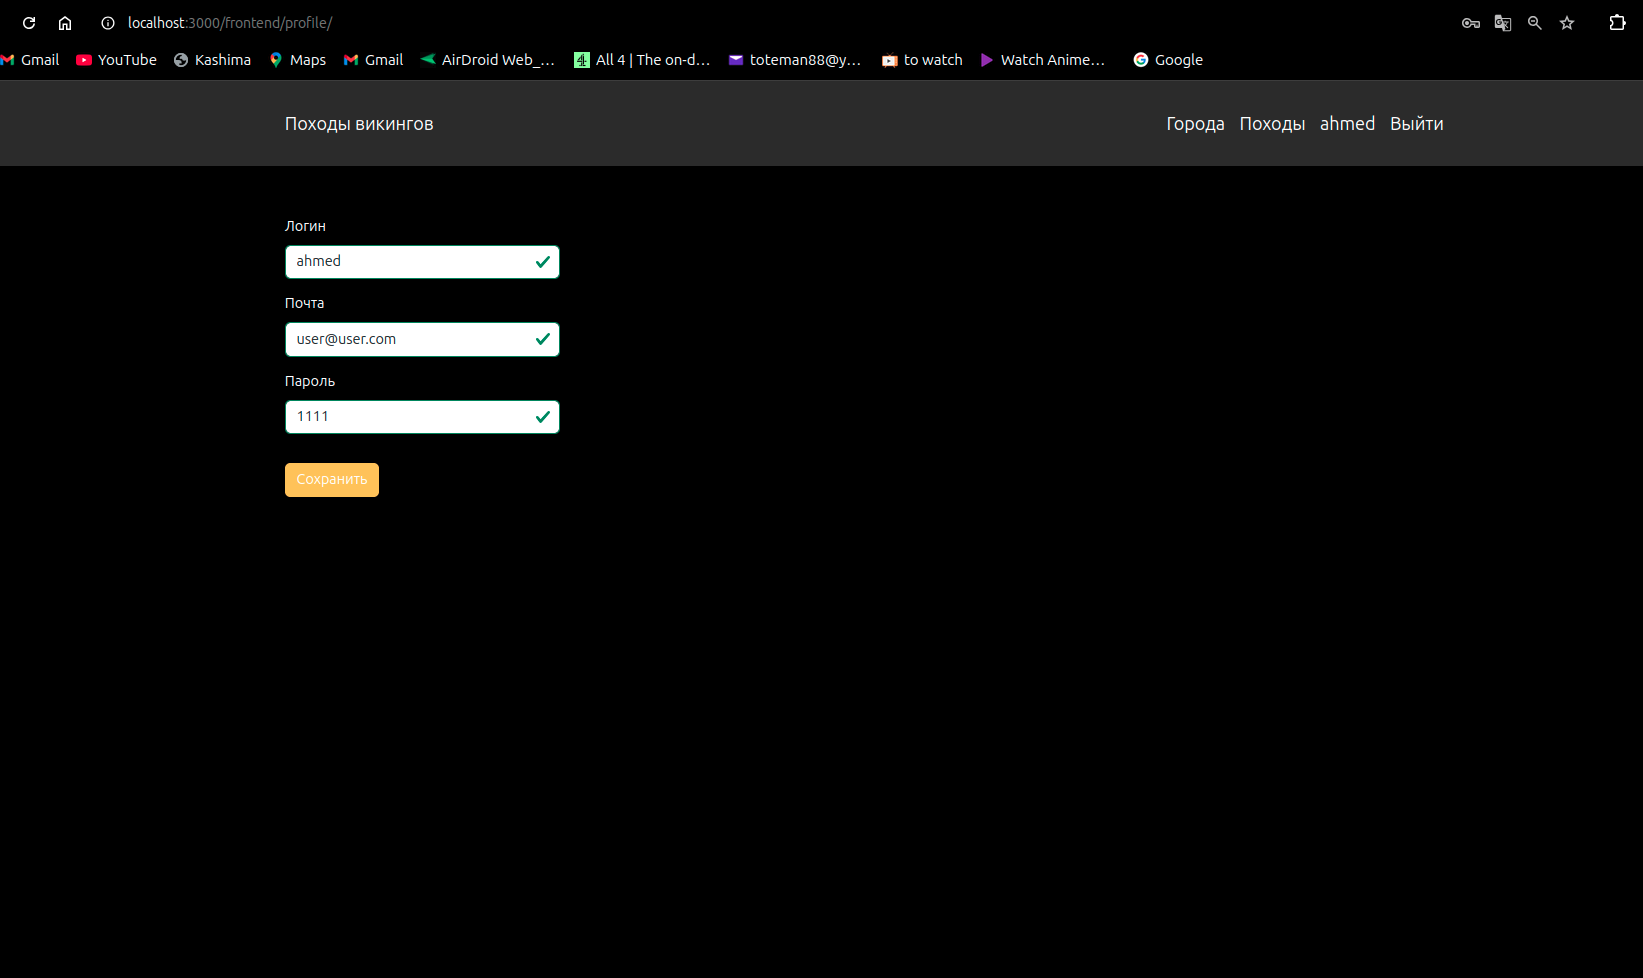 localhost:3000/frontend/profile/
Gmail YouTube Kashima Maps Gmail AirDroid Web_... All 4 | The on-d... toteman88@y... to watch Watch Anime... Google
Походы викингов Города Походы ahmed Выйти
Логин
ahmed
Почта
user@user.com
Пароль
1111
Сохранить